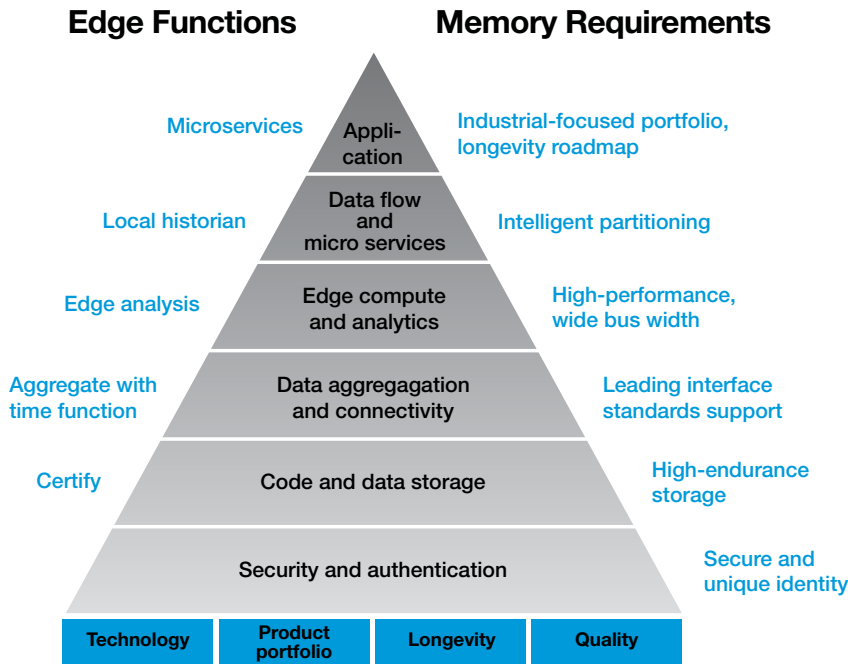 Edge Functions
Memory Requirements
Microservices
Appli-
cation
Industrial-focused portfolio,
longevity roadmap
Local historian
Data flow
and
micro services
Intelligent partitioning
Edge analysis
Edge compute
and analytics
High-performance,
wide bus width
Aggregate with
time function
Data aggregagation
and connectivity
Leading interface
standards support
Certify
Code and data storage
High-endurance
storage
Security and authentication
Secure and
unique identity
Technology
Product
portfolio
Longevity
Quality